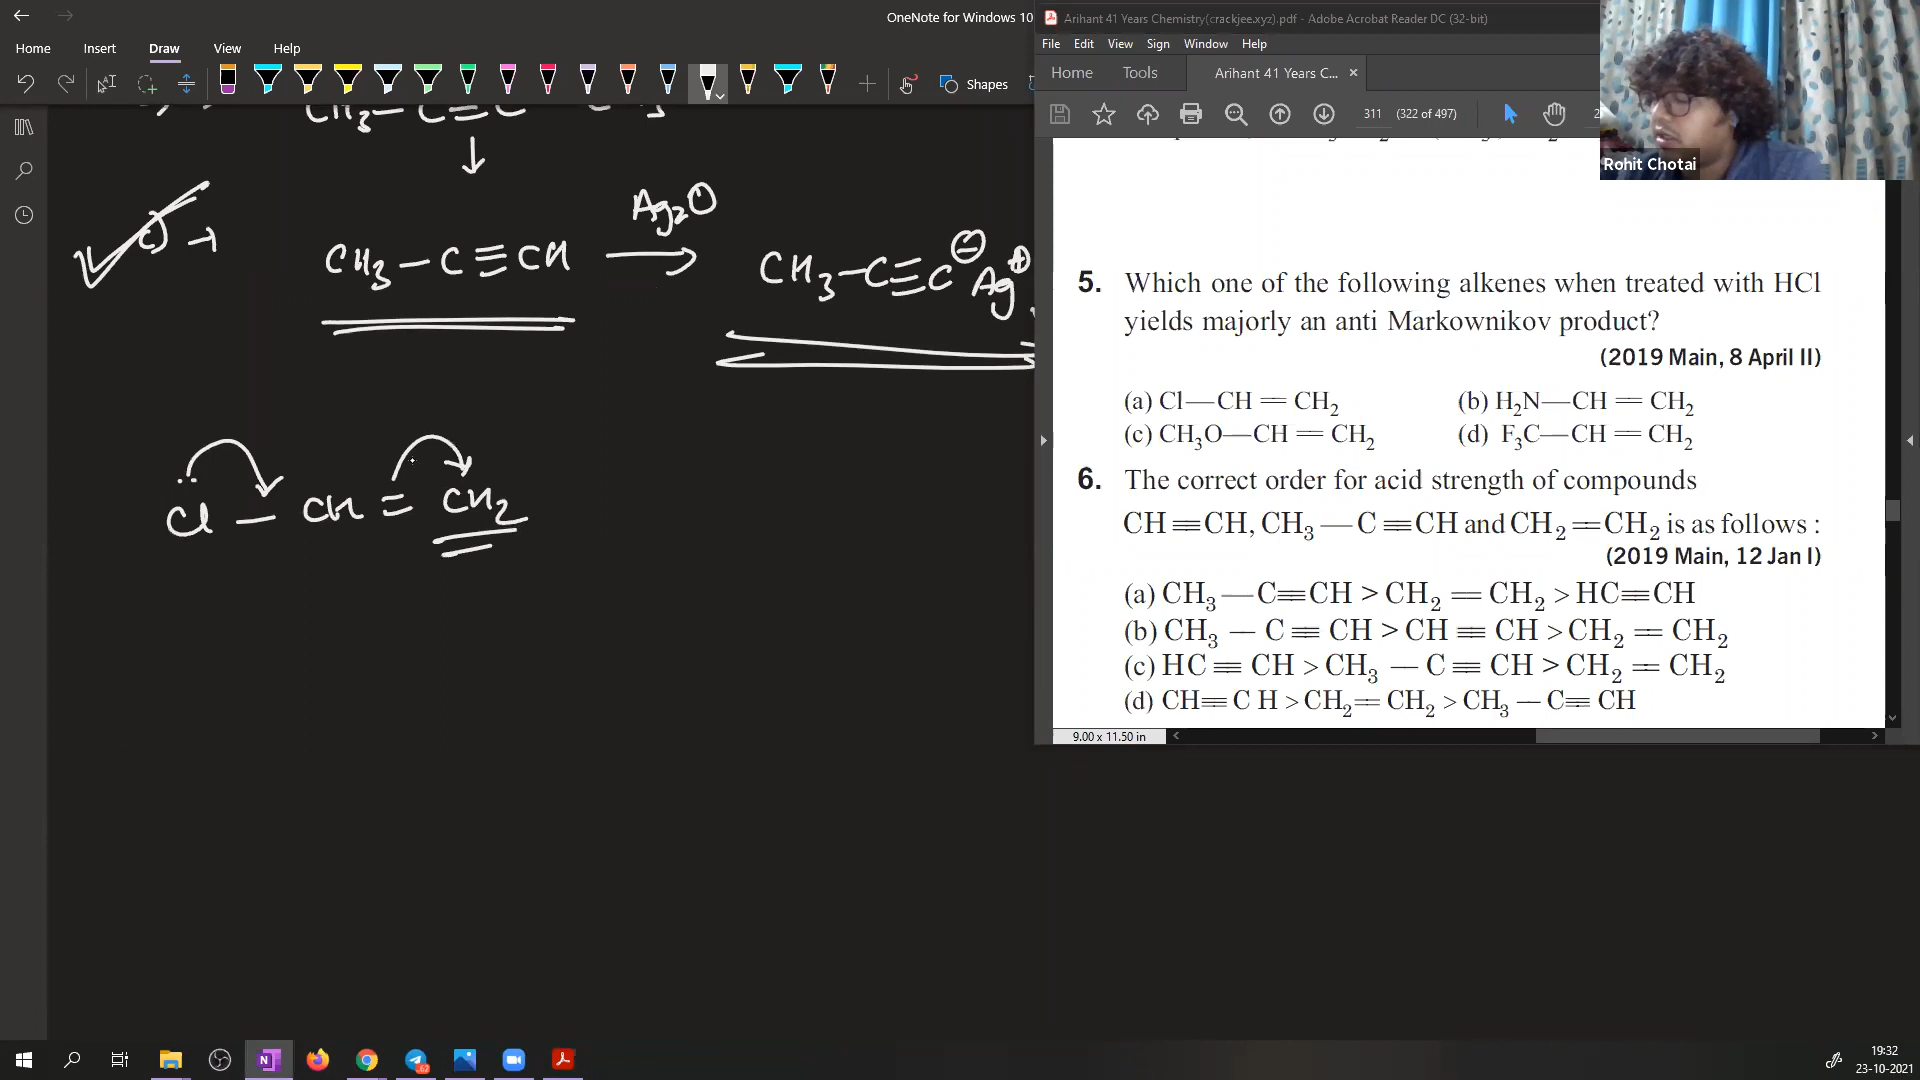 OneNote for Windows 10
Home Insert Draw View Help
Shapes
CH3-C≡C
↓
c) → CH3-C≡CH → CH3-C≡C⊖ Ag⊕
Ag2O
C̈l - CH = CH2
Arihant 41 Years Chemistry(crackjee.xyz).pdf - Adobe Acrobat Reader DC (32-bit)
File Edit View Sign Window Help
Home Tools Arihant 41 Years C... ×
311 (322 of 497)
Rohit Chotai
5. Which one of the following alkenes when treated with HCl
yields majorly an anti Markownikov product?
(2019 Main, 8 April II)
(a) Cl—CH=CH2 (b) H2N—CH=CH2
(c) CH3O—CH=CH2 (d) F3C—CH=CH2
6. The correct order for acid strength of compounds
CH≡CH, CH3—C≡CH and CH2=CH2 is as follows :
(2019 Main, 12 Jan I)
(a) CH3—C≡CH > CH2=CH2 > HC≡CH
(b) CH3—C≡CH > CH≡CH > CH2=CH2
(c) HC≡CH > CH3—C≡CH > CH2=CH2
(d) CH≡C H > CH2=CH2 > CH3—C≡CH
9.00 x 11.50 in
62
19:32
23-10-2021